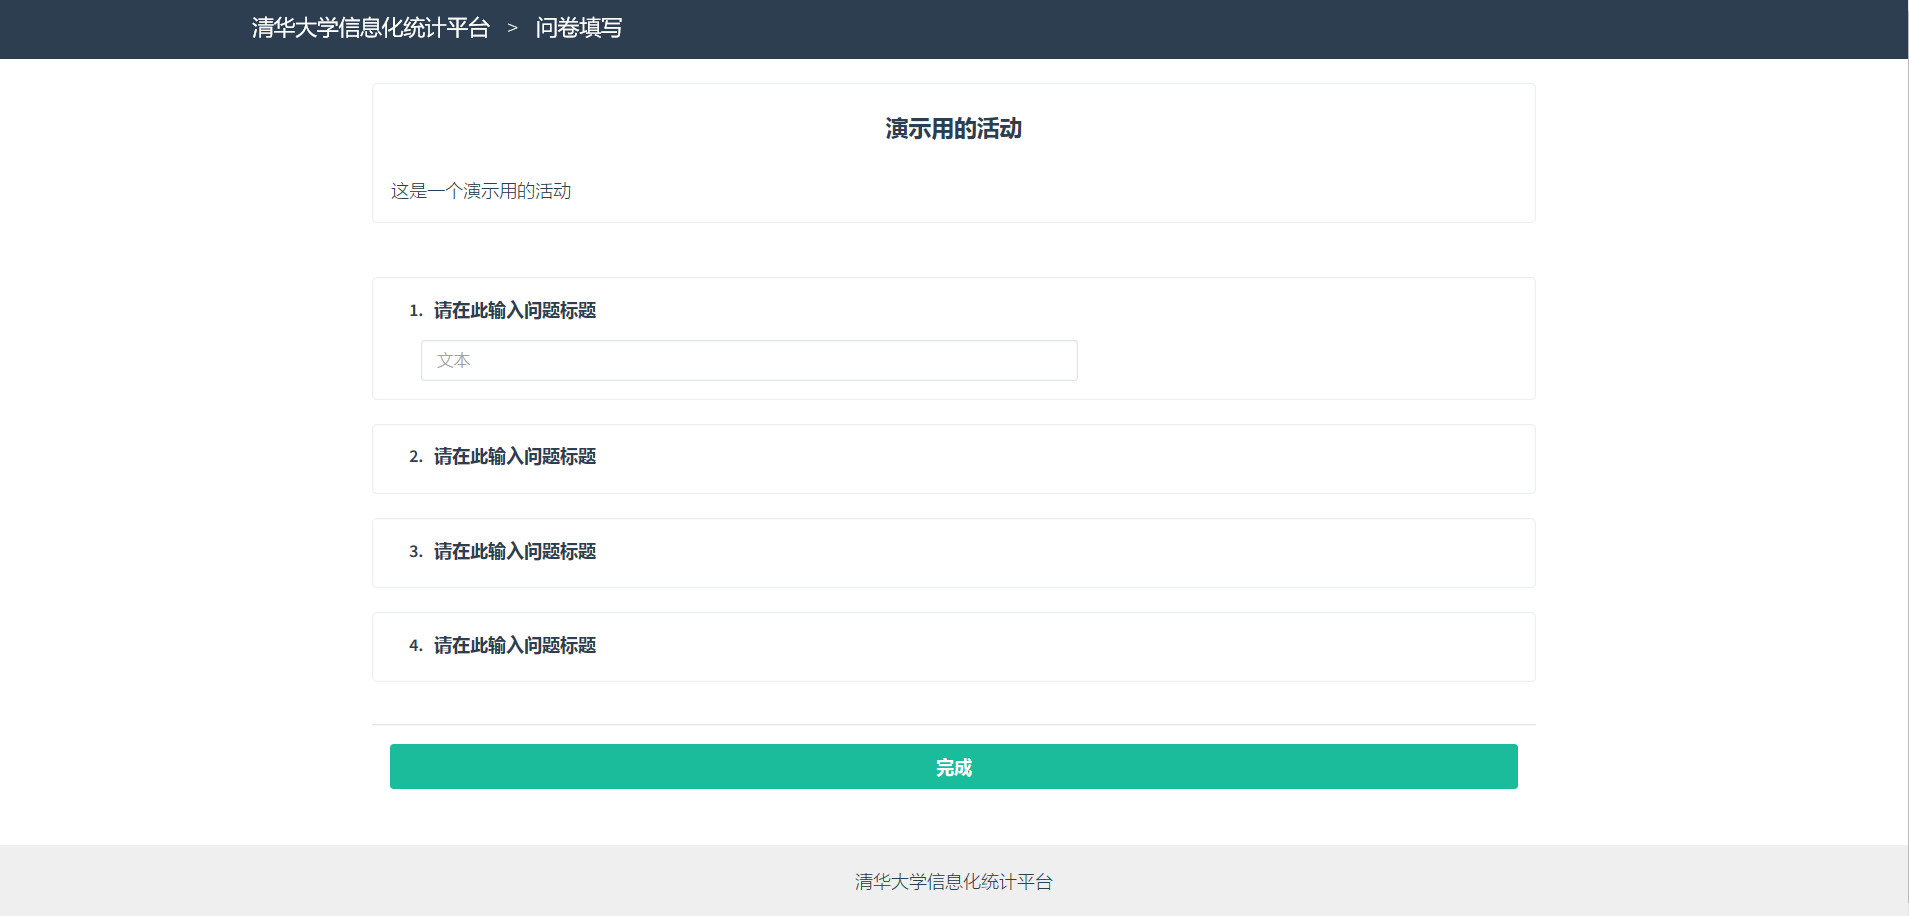 清华大学信息化统计平台 > 问卷填写
演示用的活动
这是一个演示用的活动
1. 请在此输入问题标题
文本
2. 请在此输入问题标题
3. 请在此输入问题标题
4. 请在此输入问题标题
完成
清华大学信息化统计平台